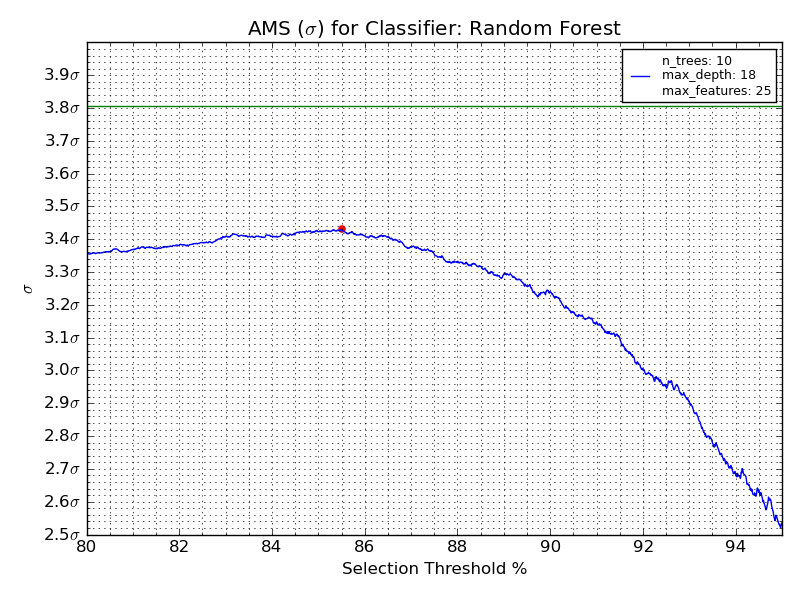 AMS (σ) for Classifier: Random Forest
n_trees: 10
max_depth: 18
max_features: 25
3.9σ
3.8σ
3.7σ
3.6σ
3.5σ
3.4σ
3.3σ
3.2σ
3.1σ
3.0σ
2.9σ
2.8σ
2.7σ
2.6σ
2.5σ
σ
80 82 84 86 88 90 92 94
Selection Threshold %